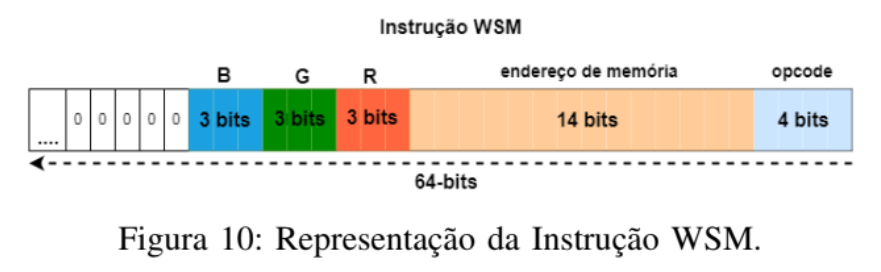 Instrução WSM
B G R endereço de memória opcode
.... 0 0 0 0 0 3 bits 3 bits 3 bits 14 bits 4 bits
64-bits
Figura 10: Representação da Instrução WSM.